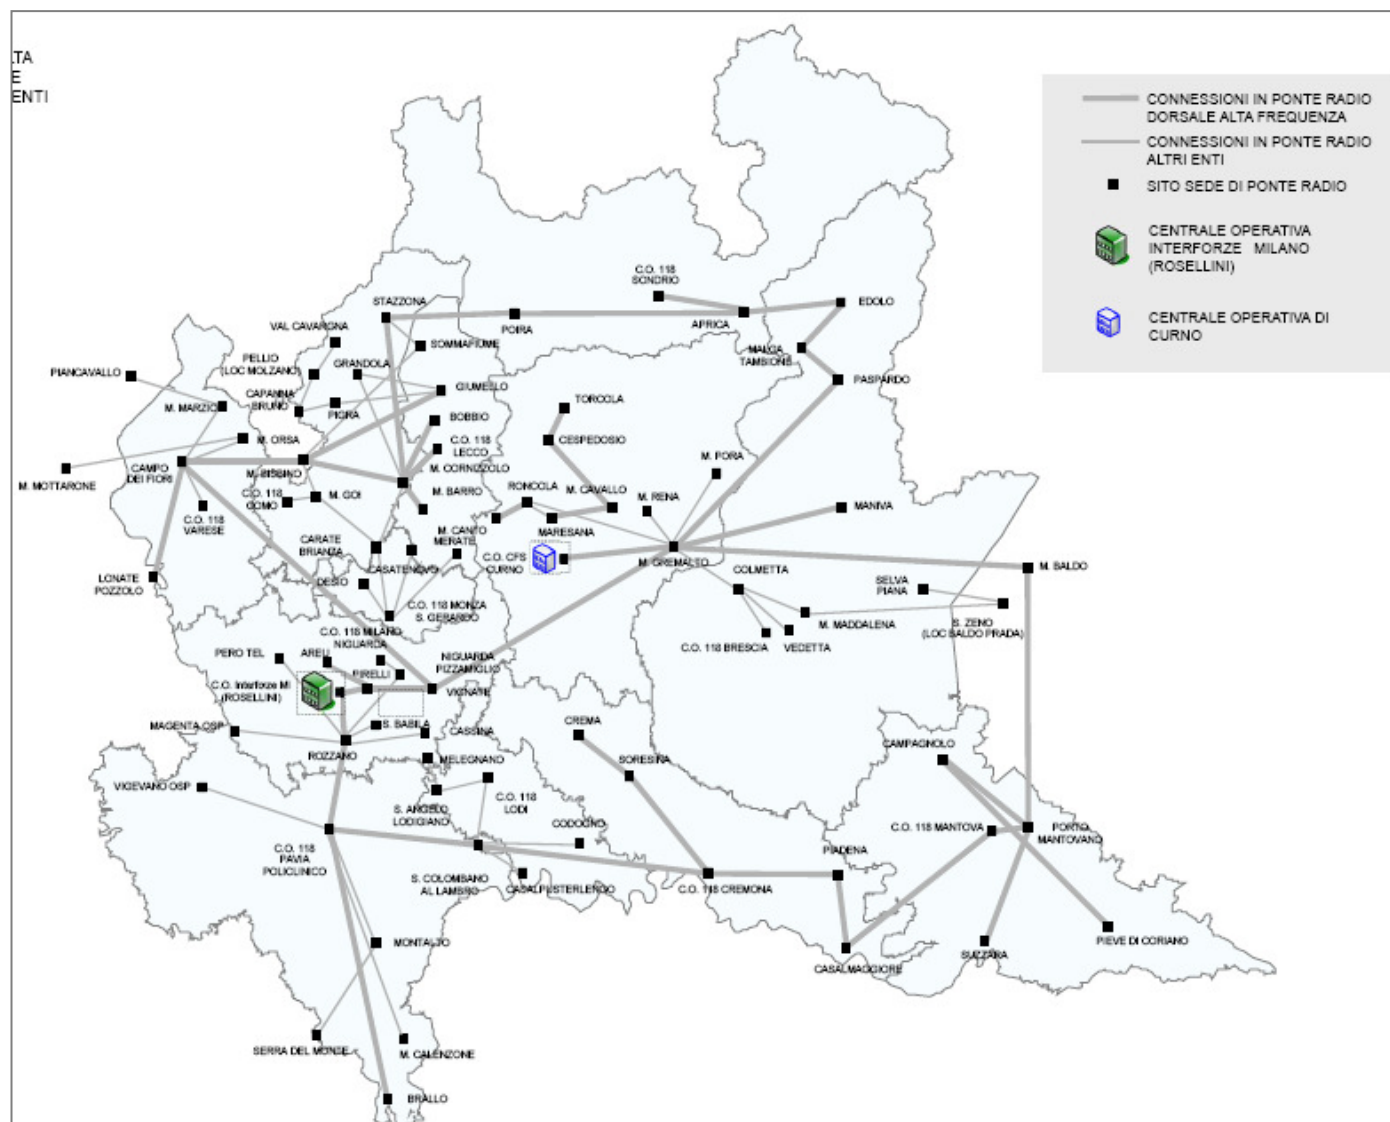 LTA
E
ENTI
CONNESSIONI IN PONTE RADIO
DORSALE ALTA FREQUENZA
CONNESSIONI IN PONTE RADIO
ALTRI ENTI
SITO SEDE DI PONTE RADIO
CENTRALE OPERATIVA
INTERFORZE MILANO
(ROSELLINI)
CENTRALE OPERATIVA DI
CURNO
C.O. 118
SONDRIO
STAZZONA
POIRA
APRICA
EDOLO
VAL CAVARGNA
SOMMAFIUME
MALGA
TAMBIONE
PELLIO
(LOC MOLZANO)
GRANDOLA
PIANCAVALLO
GIUMELLO
PASPARDO
CAPANNA
BRUNO
PIGRA
M. MARZIO
TORCOLA
BOBBIO
M. ORSA
C.O. 118
LECCO
CESPEDOSIO
CAMPO
DEI FIORI
M. BISBINO
M. CORNIZZOLO
M. PORA
M. MOTTARONE
RONCOLA
M. CAVALLO
C.O. 118
COMO
M. GOI
M. BARRO
M. RENA
MANIVA
C.O. 118
VARESE
M. CANTO
MERATE
MARESANA
CARATE
BRIANZA
C.O. CFS
CURNO
M. GREMALTO
CASATENOVO
M. BALDO
LONATE
POZZOLO
DESIO
COLMETTA
SELVA
PIANA
C.O. 118 MONZA
S. GERARDO
M. MADDALENA
S. ZENO
(LOC BALDO PRADA)
C.O. 118 MILANO
NIGUARDA
C.O. 118 BRESCIA
VEDETTA
PERO TEL
ARELI
PIRELLI
NIGUARDA
PIZZAMIGLIO
C.O. Interforze MI
(ROSELLINI)
VIGNATE
MAGENTA OSP
S. BABILA
CASSINA
CREMA
ROZZANO
MELEGNANO
SORESINA
CAMPAGNOLO
VIGEVANO OSP
S. ANGELO
LODIGIANO
C.O. 118
LODI
CODOGNO
C.O. 118 MANTOVA
PORTO
MANTOVANO
C.O. 118
PAVIA
POLICLINICO
PIADENA
S. COLOMBANO
AL LAMBRO
CASALPUSTERLENGO
C.O. 118 CREMONA
MONTALTO
PIEVE DI CORIANO
SUZZARA
CASALMAGGIORE
SERRA DEL MONTE
M. CALENZONE
BRALLO